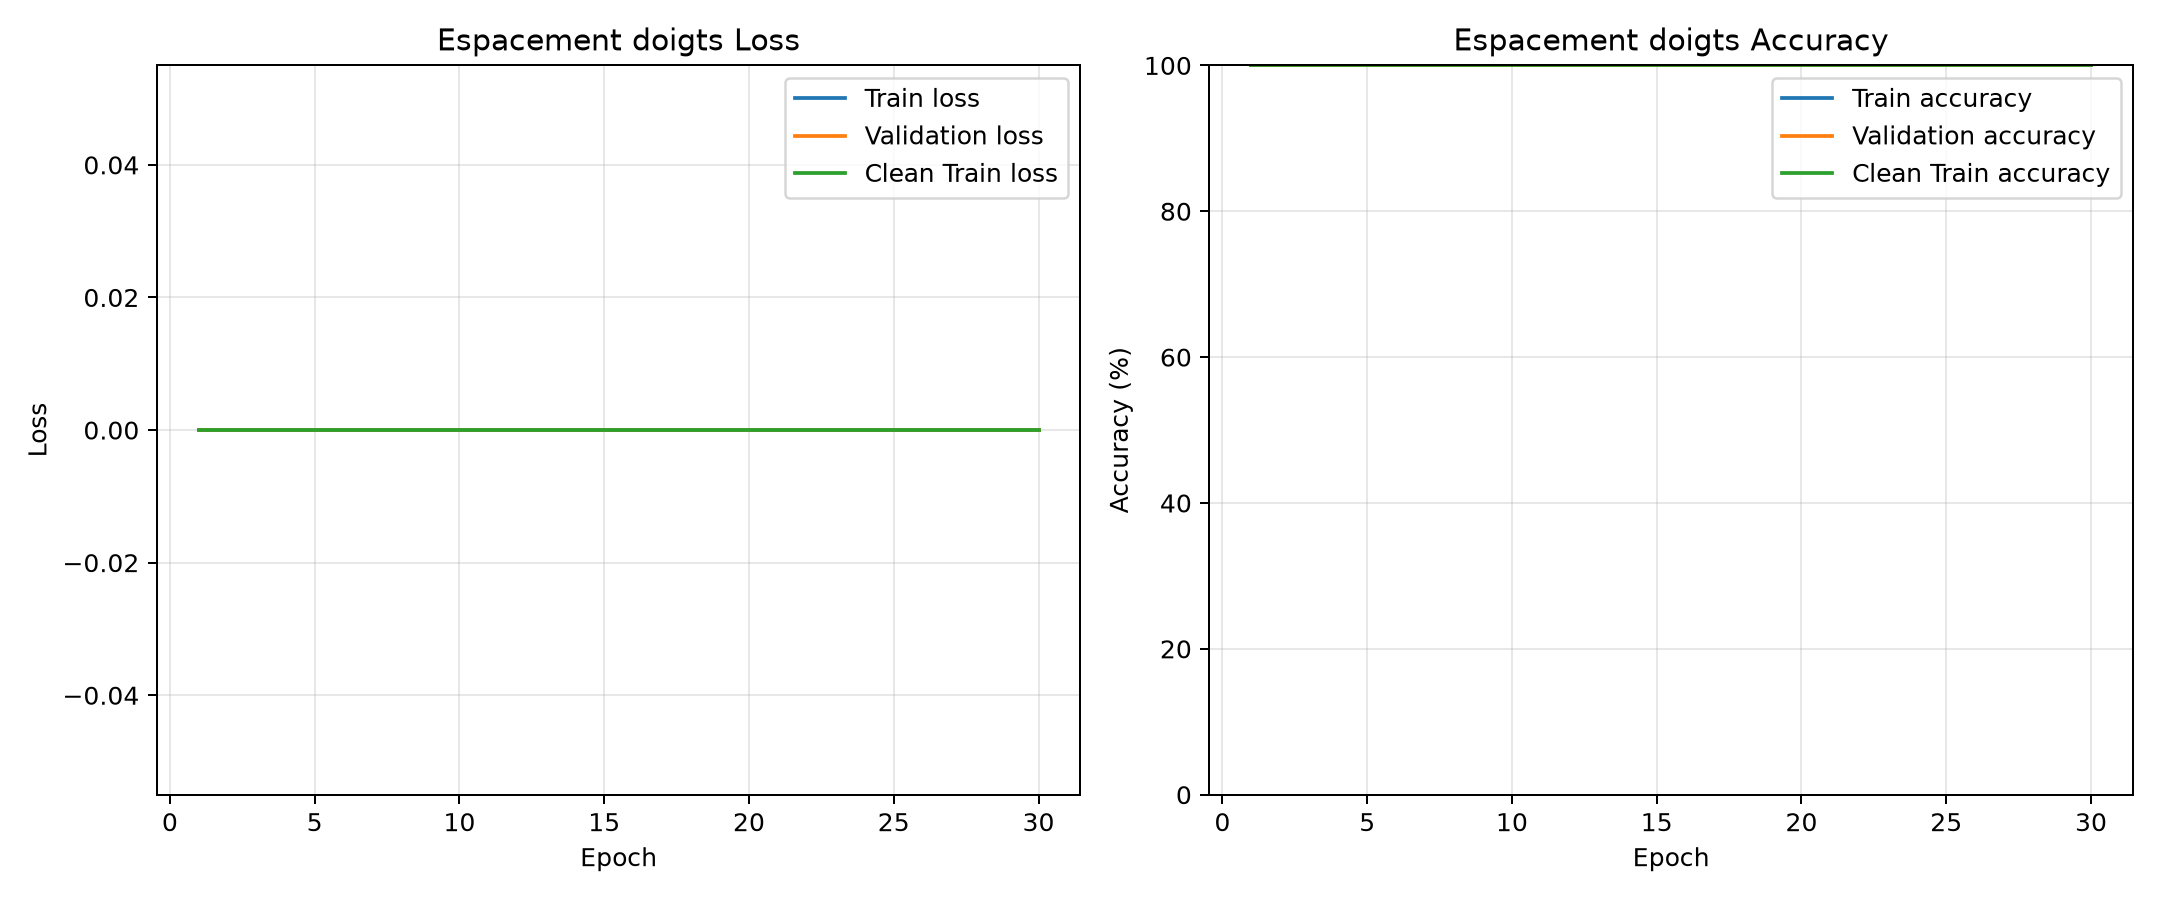 Espacement doigts Loss
Train loss
Validation loss
Clean Train loss
0.04
0.02
0.00
−0.02
−0.04
Loss
0 5 10 15 20 25 30
Epoch
Espacement doigts Accuracy
Train accuracy
Validation accuracy
Clean Train accuracy
100
80
60
40
20
0
Accuracy (%)
0 5 10 15 20 25 30
Epoch